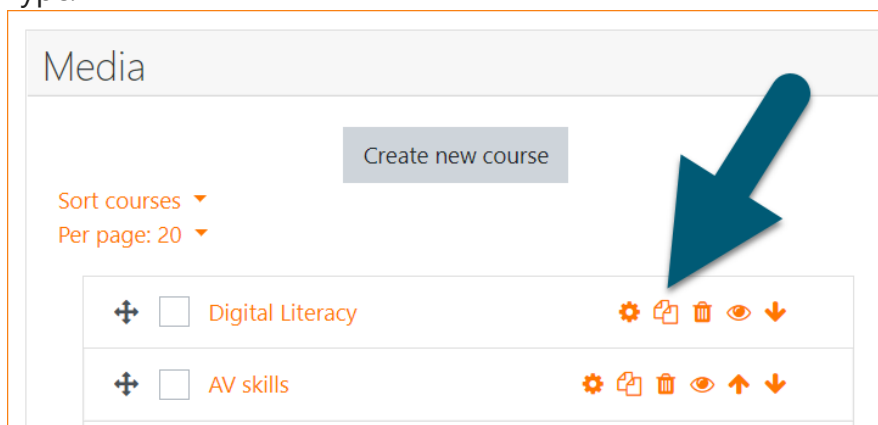 Media
Create new course
Sort courses
Per page: 20
Digital Literacy
AV skills